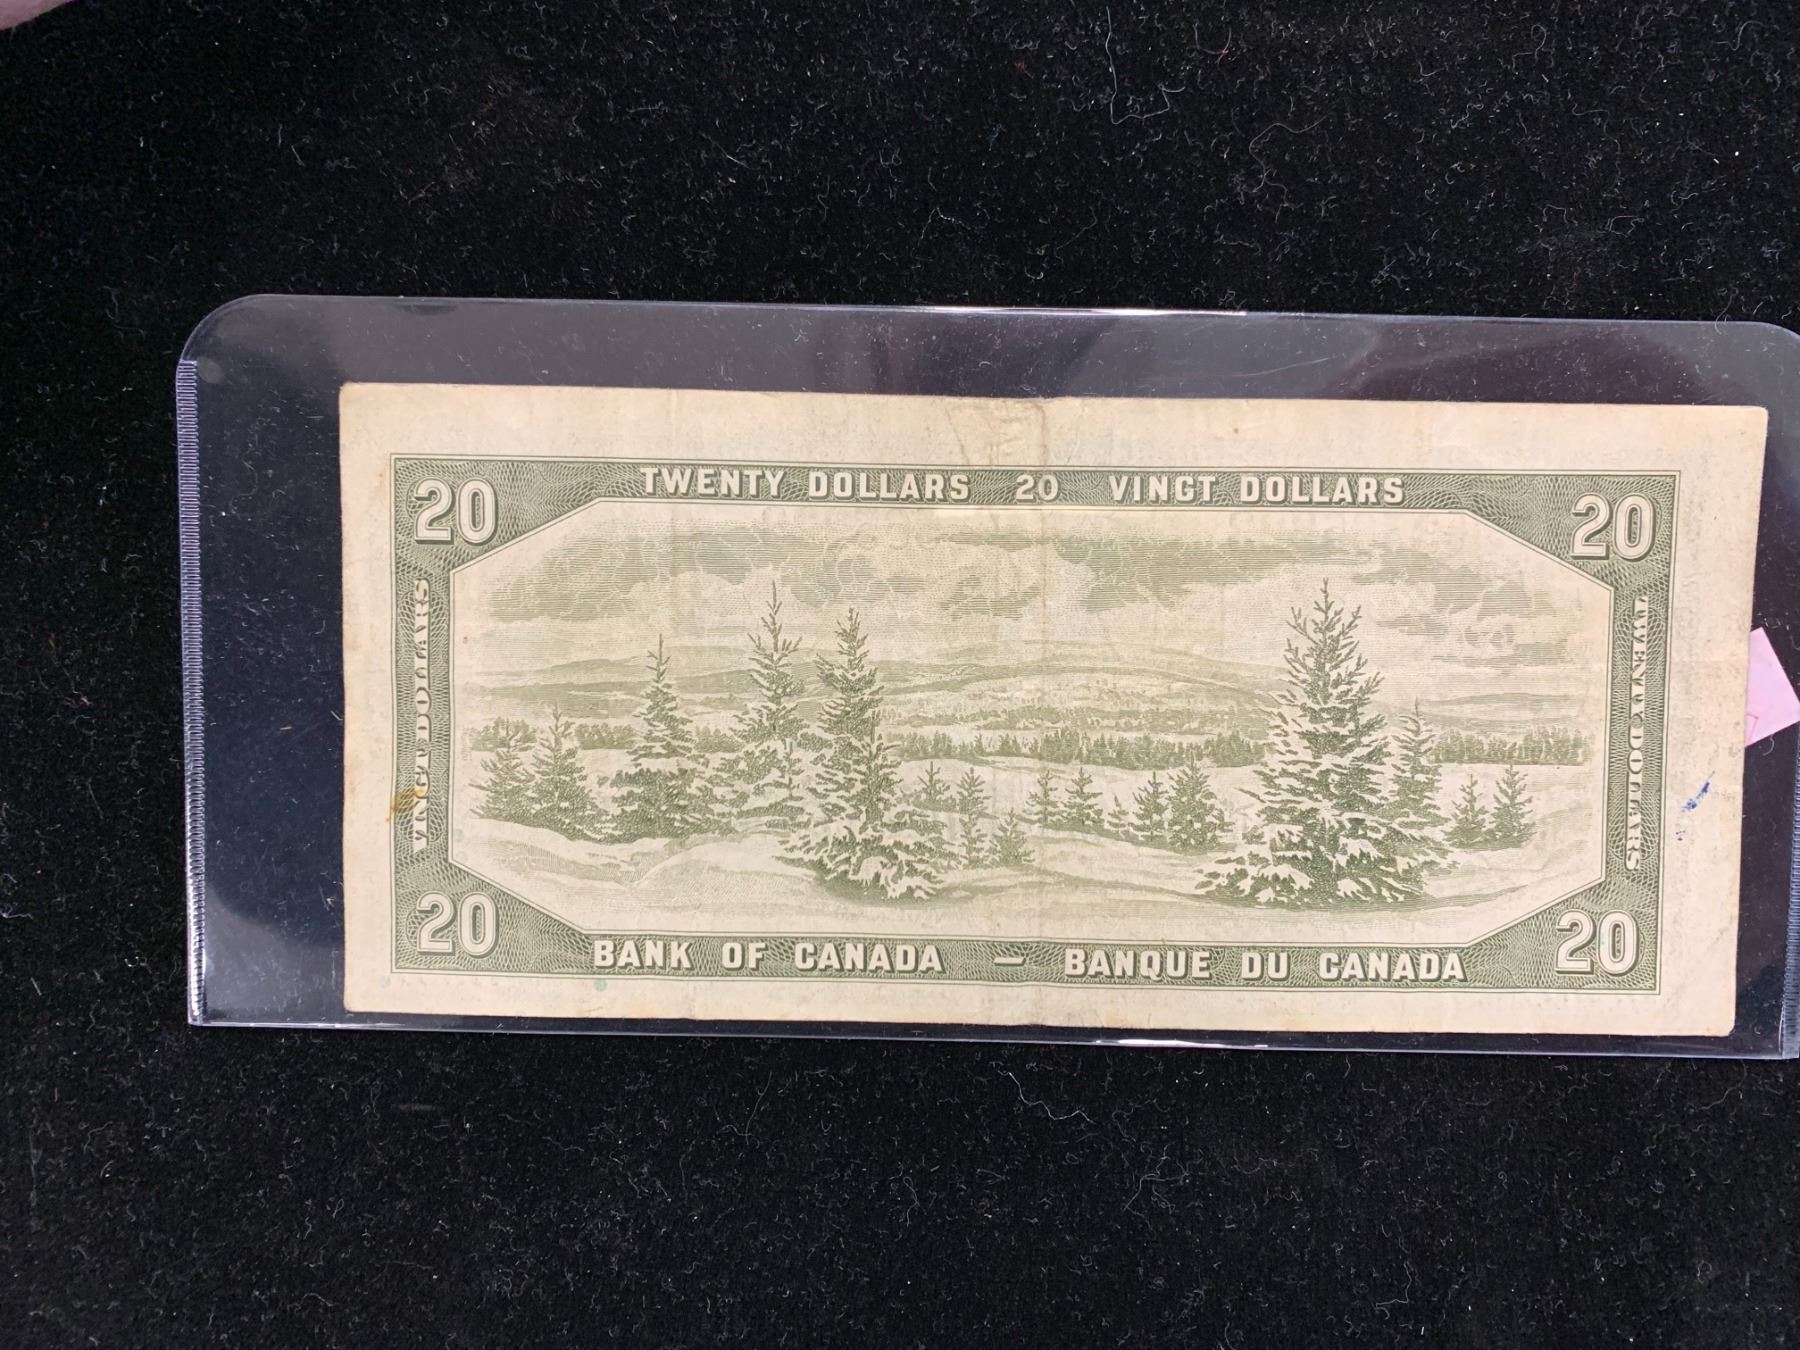 TWENTY DOLLARS 20 VINGT DOLLARS
20
20
VINGT DOLLARS
TWENTY DOLLARS
20
20
BANK OF CANADA — BANQUE DU CANADA